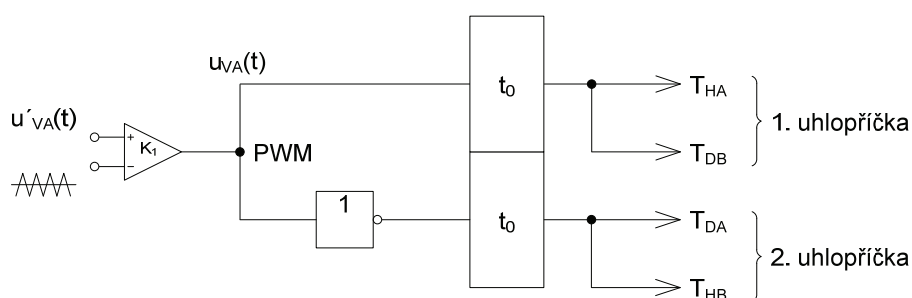 u´VA(t)
+
K1
−
uVA(t)
PWM
1
t0
t0
THA
TDB
1. uhlopříčka
TDA
THB
2. uhlopříčka